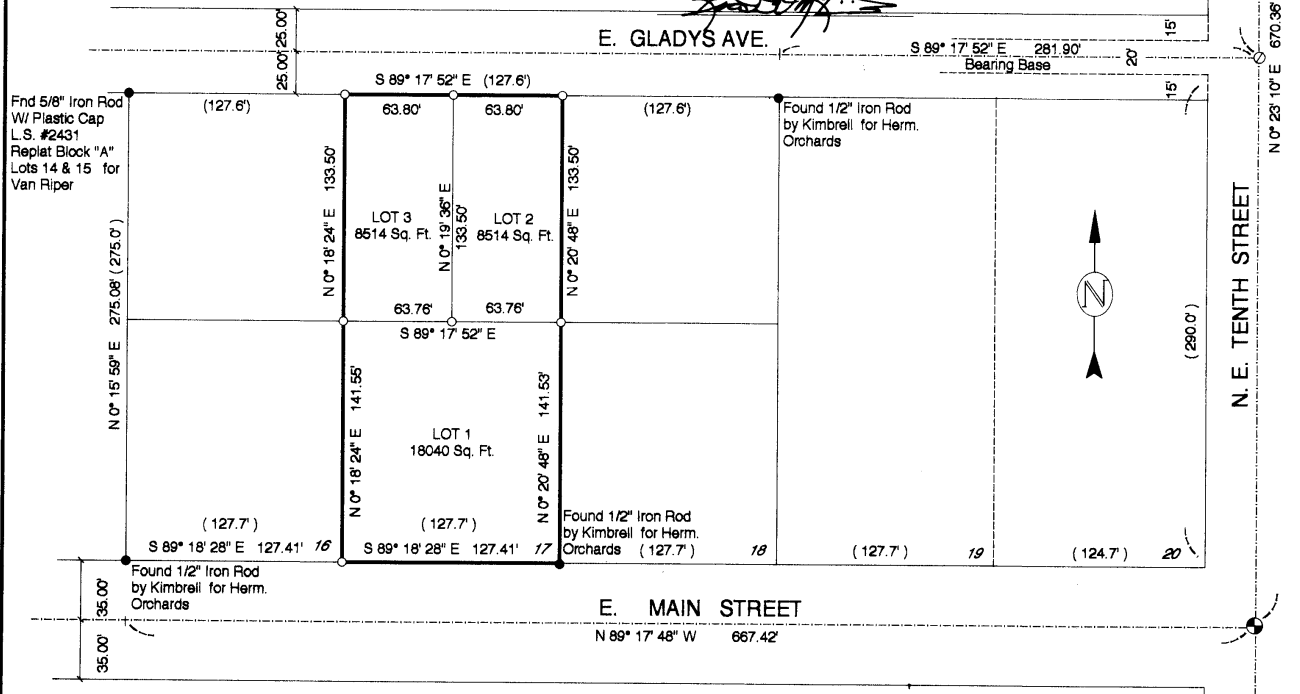 25.00'
25.00'
E. GLADYS AVE.
15'
S 89° 17' 52" E 281.90'
Bearing Base
20'
15'
N 0° 23' 10" E 670.36'
S 89° 17' 52" E (127.6')
Fnd 5/8" Iron Rod
W/ Plastic Cap
L.S. #2431
Replat Block "A"
Lots 14 & 15 for
Van Riper
(127.6')
63.80'
63.80'
(127.6')
Found 1/2" Iron Rod
by Kimbrell for Herm.
Orchards
N 0° 18' 24" E 133.50'
LOT 3
8514 Sq. Ft.
N 0° 19' 36" E
133.50'
LOT 2
8514 Sq. Ft.
N 0° 20' 48" E 133.50'
N 0° 15' 59" E 275.08' ( 275.0' )
63.76'
63.76'
S 89° 17' 52" E
N
( 290.0' )
N. E. TENTH STREET
N 0° 18' 24" E 141.55'
LOT 1
18040 Sq. Ft.
N 0° 20' 48" E 141.53'
( 127.7' )
S 89° 18' 28" E 127.41' 16
( 127.7' )
S 89° 18' 28" E 127.41' 17
Found 1/2" Iron Rod
by Kimbrell for Herm.
Orchards ( 127.7' ) 18
( 127.7' ) 19
( 124.7' ) 20
Found 1/2" Iron Rod
by Kimbrell for Herm.
Orchards
35.00'
35.00'
E. MAIN STREET
N 89° 17' 48" W 667.42'